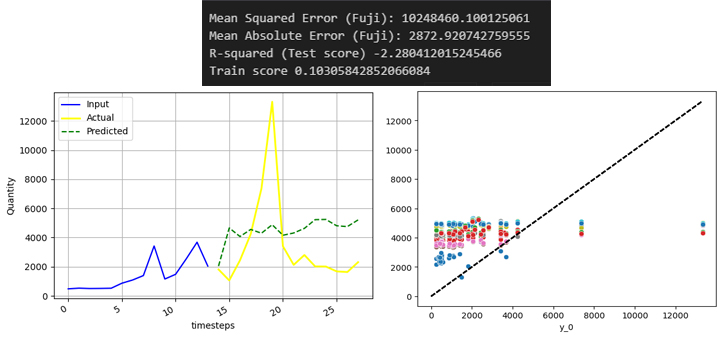 Mean Squared Error (Fuji): 10248460.100125061
Mean Absolute Error (Fuji): 2872.920742759555
R-squared (Test score) -2.280412015245466
Train score 0.10305842852066084
Input
Actual
Predicted
12000
10000
8000
6000
4000
2000
0
Quantity
0
5
10
15
20
25
timesteps
12000
10000
8000
6000
4000
2000
0
0
2000
4000
6000
8000
10000
12000
y_0